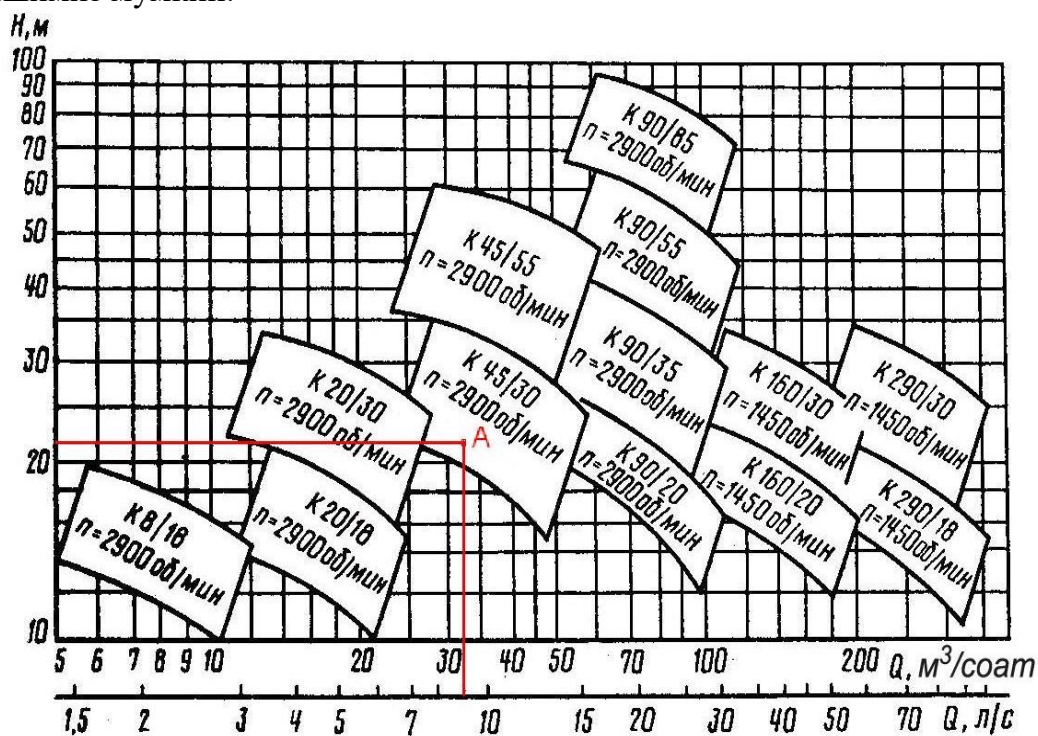 H,м
100
90
80
70
60
50
40
30
20
10
К 90/85
n=2900об/мин
К 90/55
n=2900об/мин
К 45/55
n=2900об/мин
К 90/35
n=2900об/мин
К 45/30
n=2900об/мин
К 20/30
n=2900об/мин
К 160/30
n=1450об/мин
К 290/30
n=1450об/мин
A
К 90/20
n=2900об/мин
К 160/20
n=1450об/мин
К 290/18
n=1450об/мин
К 8/18
n=2900об/мин
К 20/18
n=2900об/мин
5 6 7 8 9 10 20 30 40 50 70 100 200 Q, м³/соат
1,5 2 3 4 5 7 10 15 20 30 40 50 70 Q, л/с